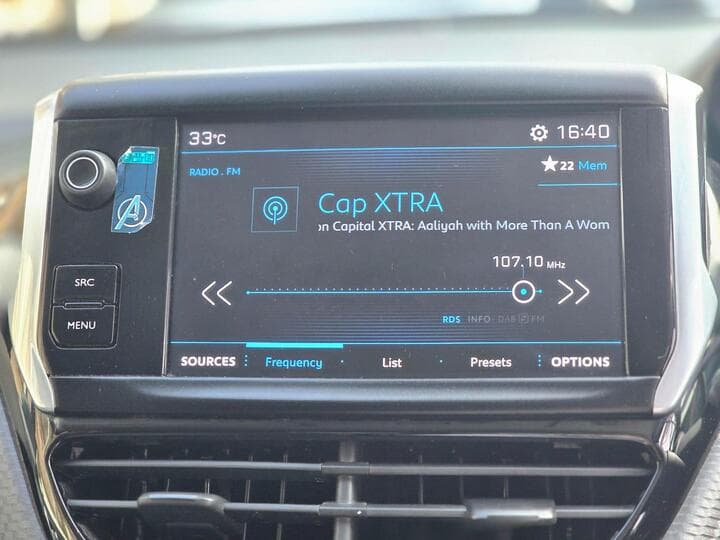 33°C
16:40
RADIO . FM
★22 Mem
Cap XTRA
on Capital XTRA: Aaliyah with More Than A Wom
107.10 MHz
SRC
MENU
RDS INFO DAB FM
SOURCES Frequency List Presets OPTIONS